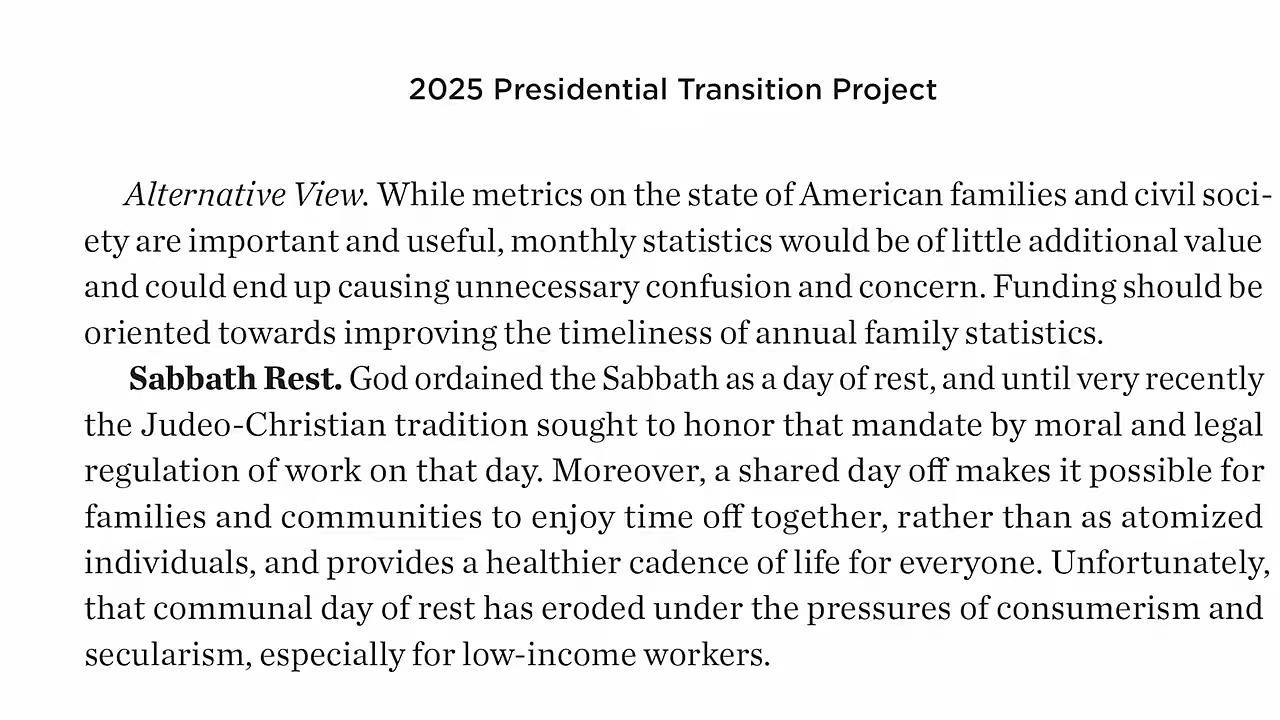 2025 Presidential Transition Project
Alternative View. While metrics on the state of American families and civil soci-
ety are important and useful, monthly statistics would be of little additional value
and could end up causing unnecessary confusion and concern. Funding should be
oriented towards improving the timeliness of annual family statistics.
Sabbath Rest. God ordained the Sabbath as a day of rest, and until very recently
the Judeo-Christian tradition sought to honor that mandate by moral and legal
regulation of work on that day. Moreover, a shared day off makes it possible for
families and communities to enjoy time off together, rather than as atomized
individuals, and provides a healthier cadence of life for everyone. Unfortunately,
that communal day of rest has eroded under the pressures of consumerism and
secularism, especially for low-income workers.